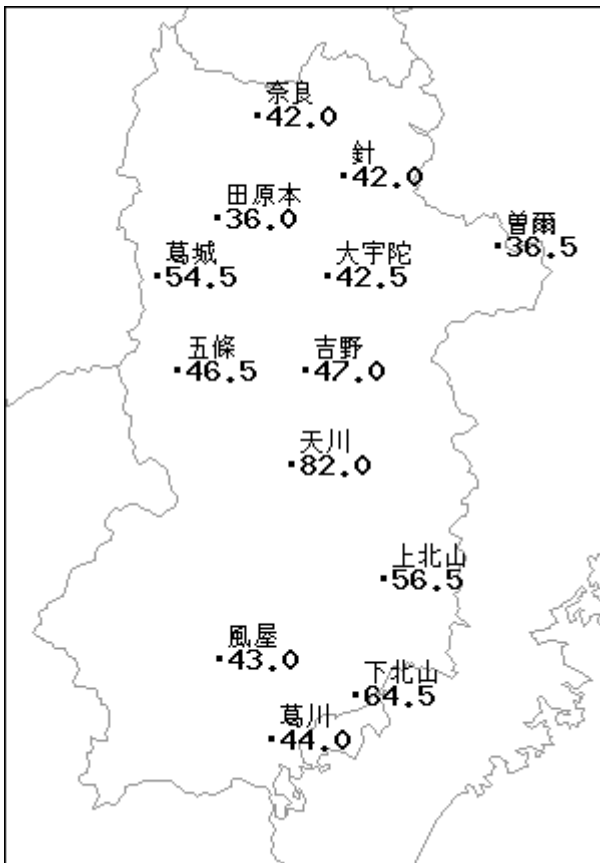 奈良
42.0
針
42.0
田原本
36.0
曽爾
36.5
葛城
54.5
大宇陀
42.5
五條
46.5
吉野
47.0
天川
82.0
上北山
56.5
風屋
43.0
下北山
64.5
葛川
44.0